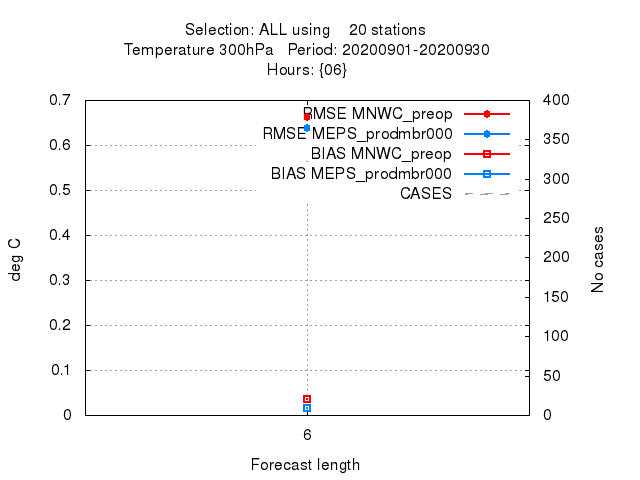 Selection: ALL using    20 stations
Temperature 300hPa   Period: 20200901-20200930
Hours: {06}
0.7
0.6
0.5
0.4
0.3
0.2
0.1
0
400
350
300
250
200
150
100
50
0
RMSE MNWC_preop
RMSE MEPS_prodmbr000
BIAS MNWC_preop
BIAS MEPS_prodmbr000
CASES
deg C
No cases
6
Forecast length